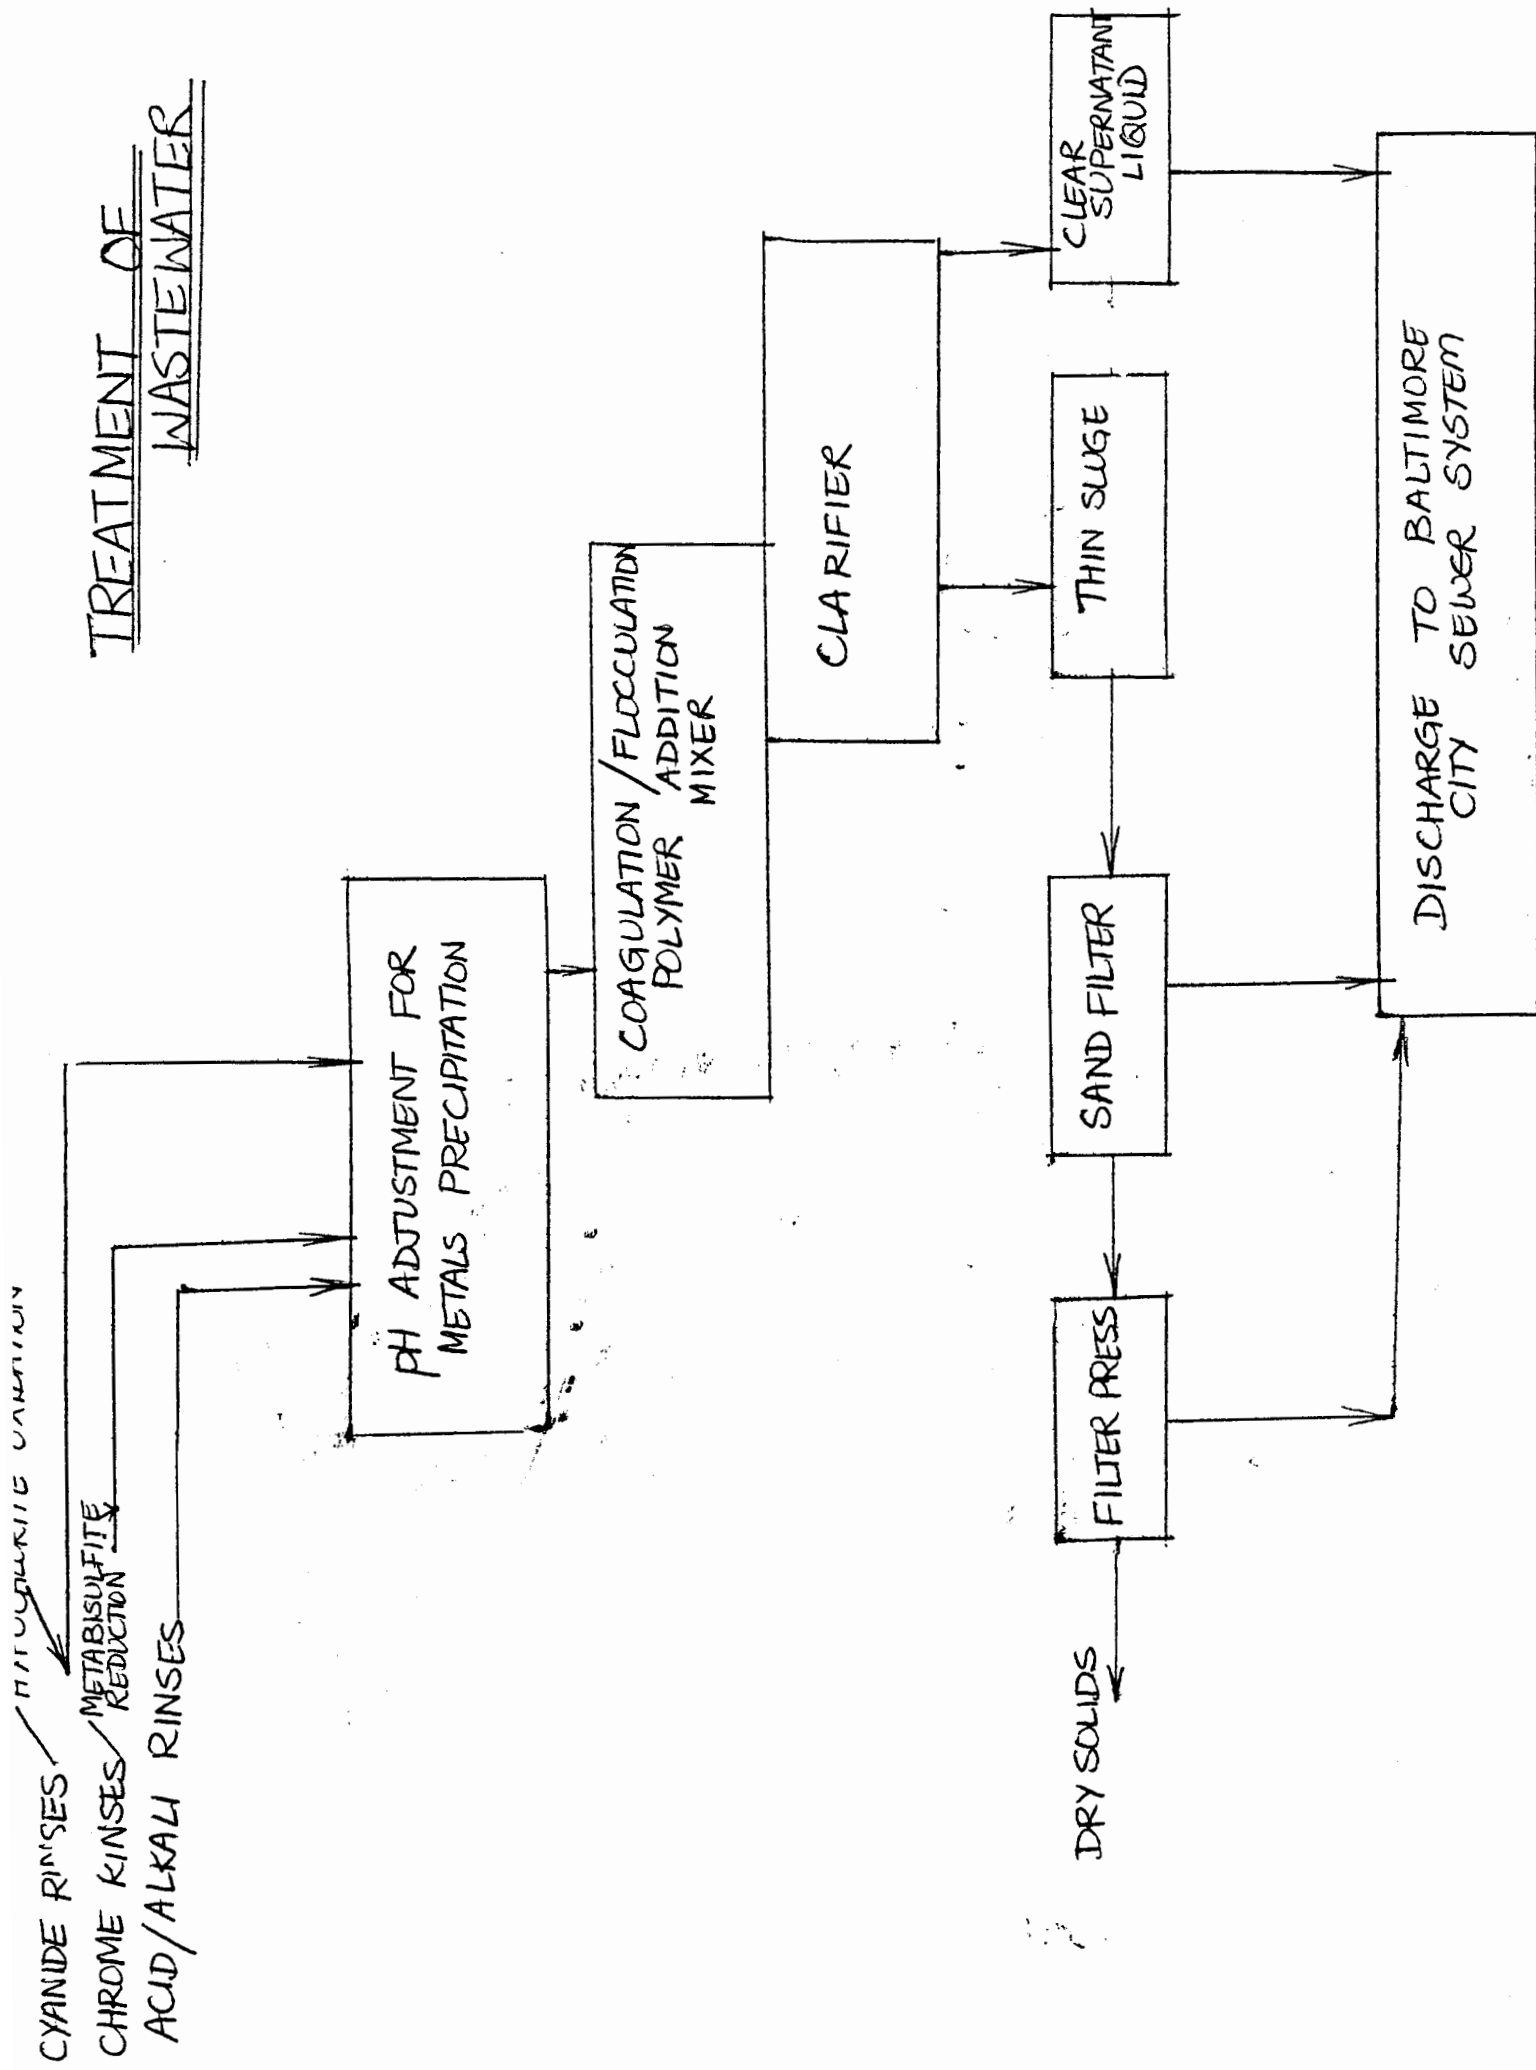 TREATMENT OF
WASTEWATER
CYANIDE RINSES
CHROME RINSES
METABISULFITE
REDUCTION
ACID/ALKALI RINSES
pH ADJUSTMENT FOR
METALS PRECIPITATION
COAGULATION/FLOCCULATION
POLYMER ADDITION
MIXER
CLARIFIER
CLEAR
SUPERNATANT
LIQUID
THIN SLUGE
SAND FILTER
FILTER PRESS
DRY SOLIDS
DISCHARGE TO BALTIMORE
CITY SEWER SYSTEM